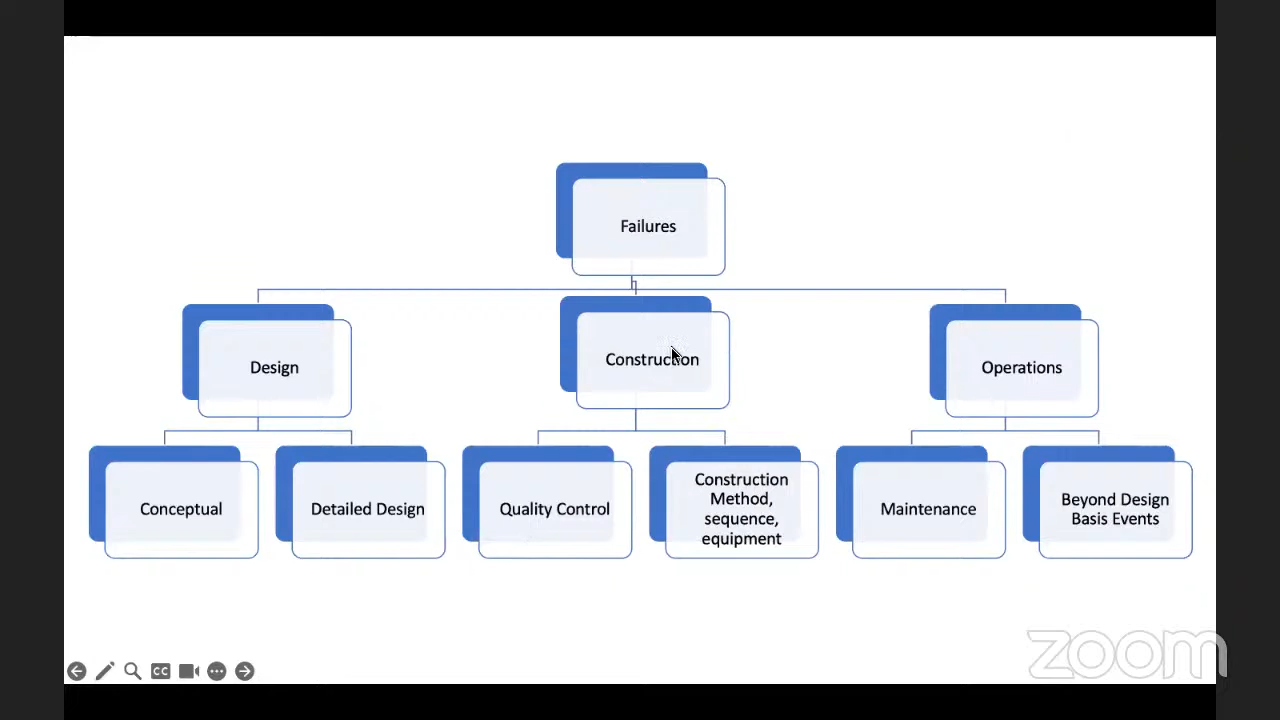 Failures
Design
Construction
Operations
Conceptual
Detailed Design
Quality Control
Construction
Method,
sequence,
equipment
Maintenance
Beyond Design
Basis Events
CC
zoom